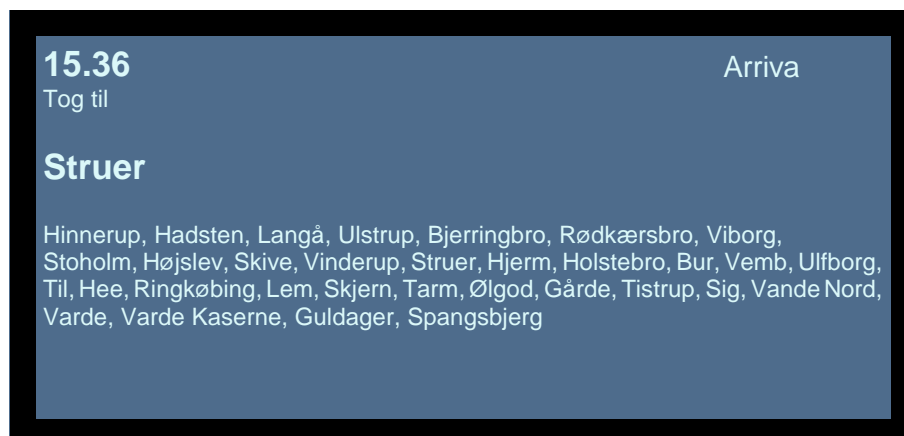 15.36 Arriva
Tog til
Struer
Hinnerup, Hadsten, Langå, Ulstrup, Bjerringbro, Rødkærsbro, Viborg,
Stoholm, Højslev, Skive, Vinderup, Struer, Hjerm, Holstebro, Bur, Vemb, Ulfborg,
Til, Hee, Ringkøbing, Lem, Skjern, Tarm, Ølgod, Gårde, Tistrup, Sig, Vande Nord,
Varde, Varde Kaserne, Guldager, Spangsbjerg